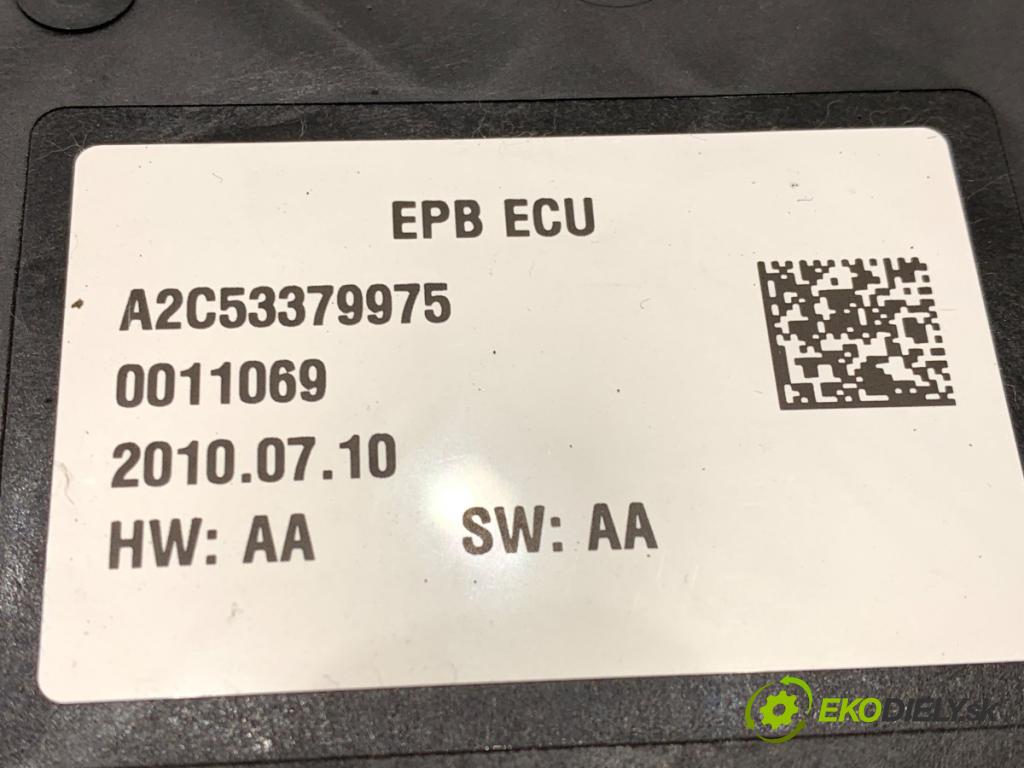 EPB ECU
A2C53379975
0011069
2010.07.10
HW: AA SW: AA
EKODIELY.sk